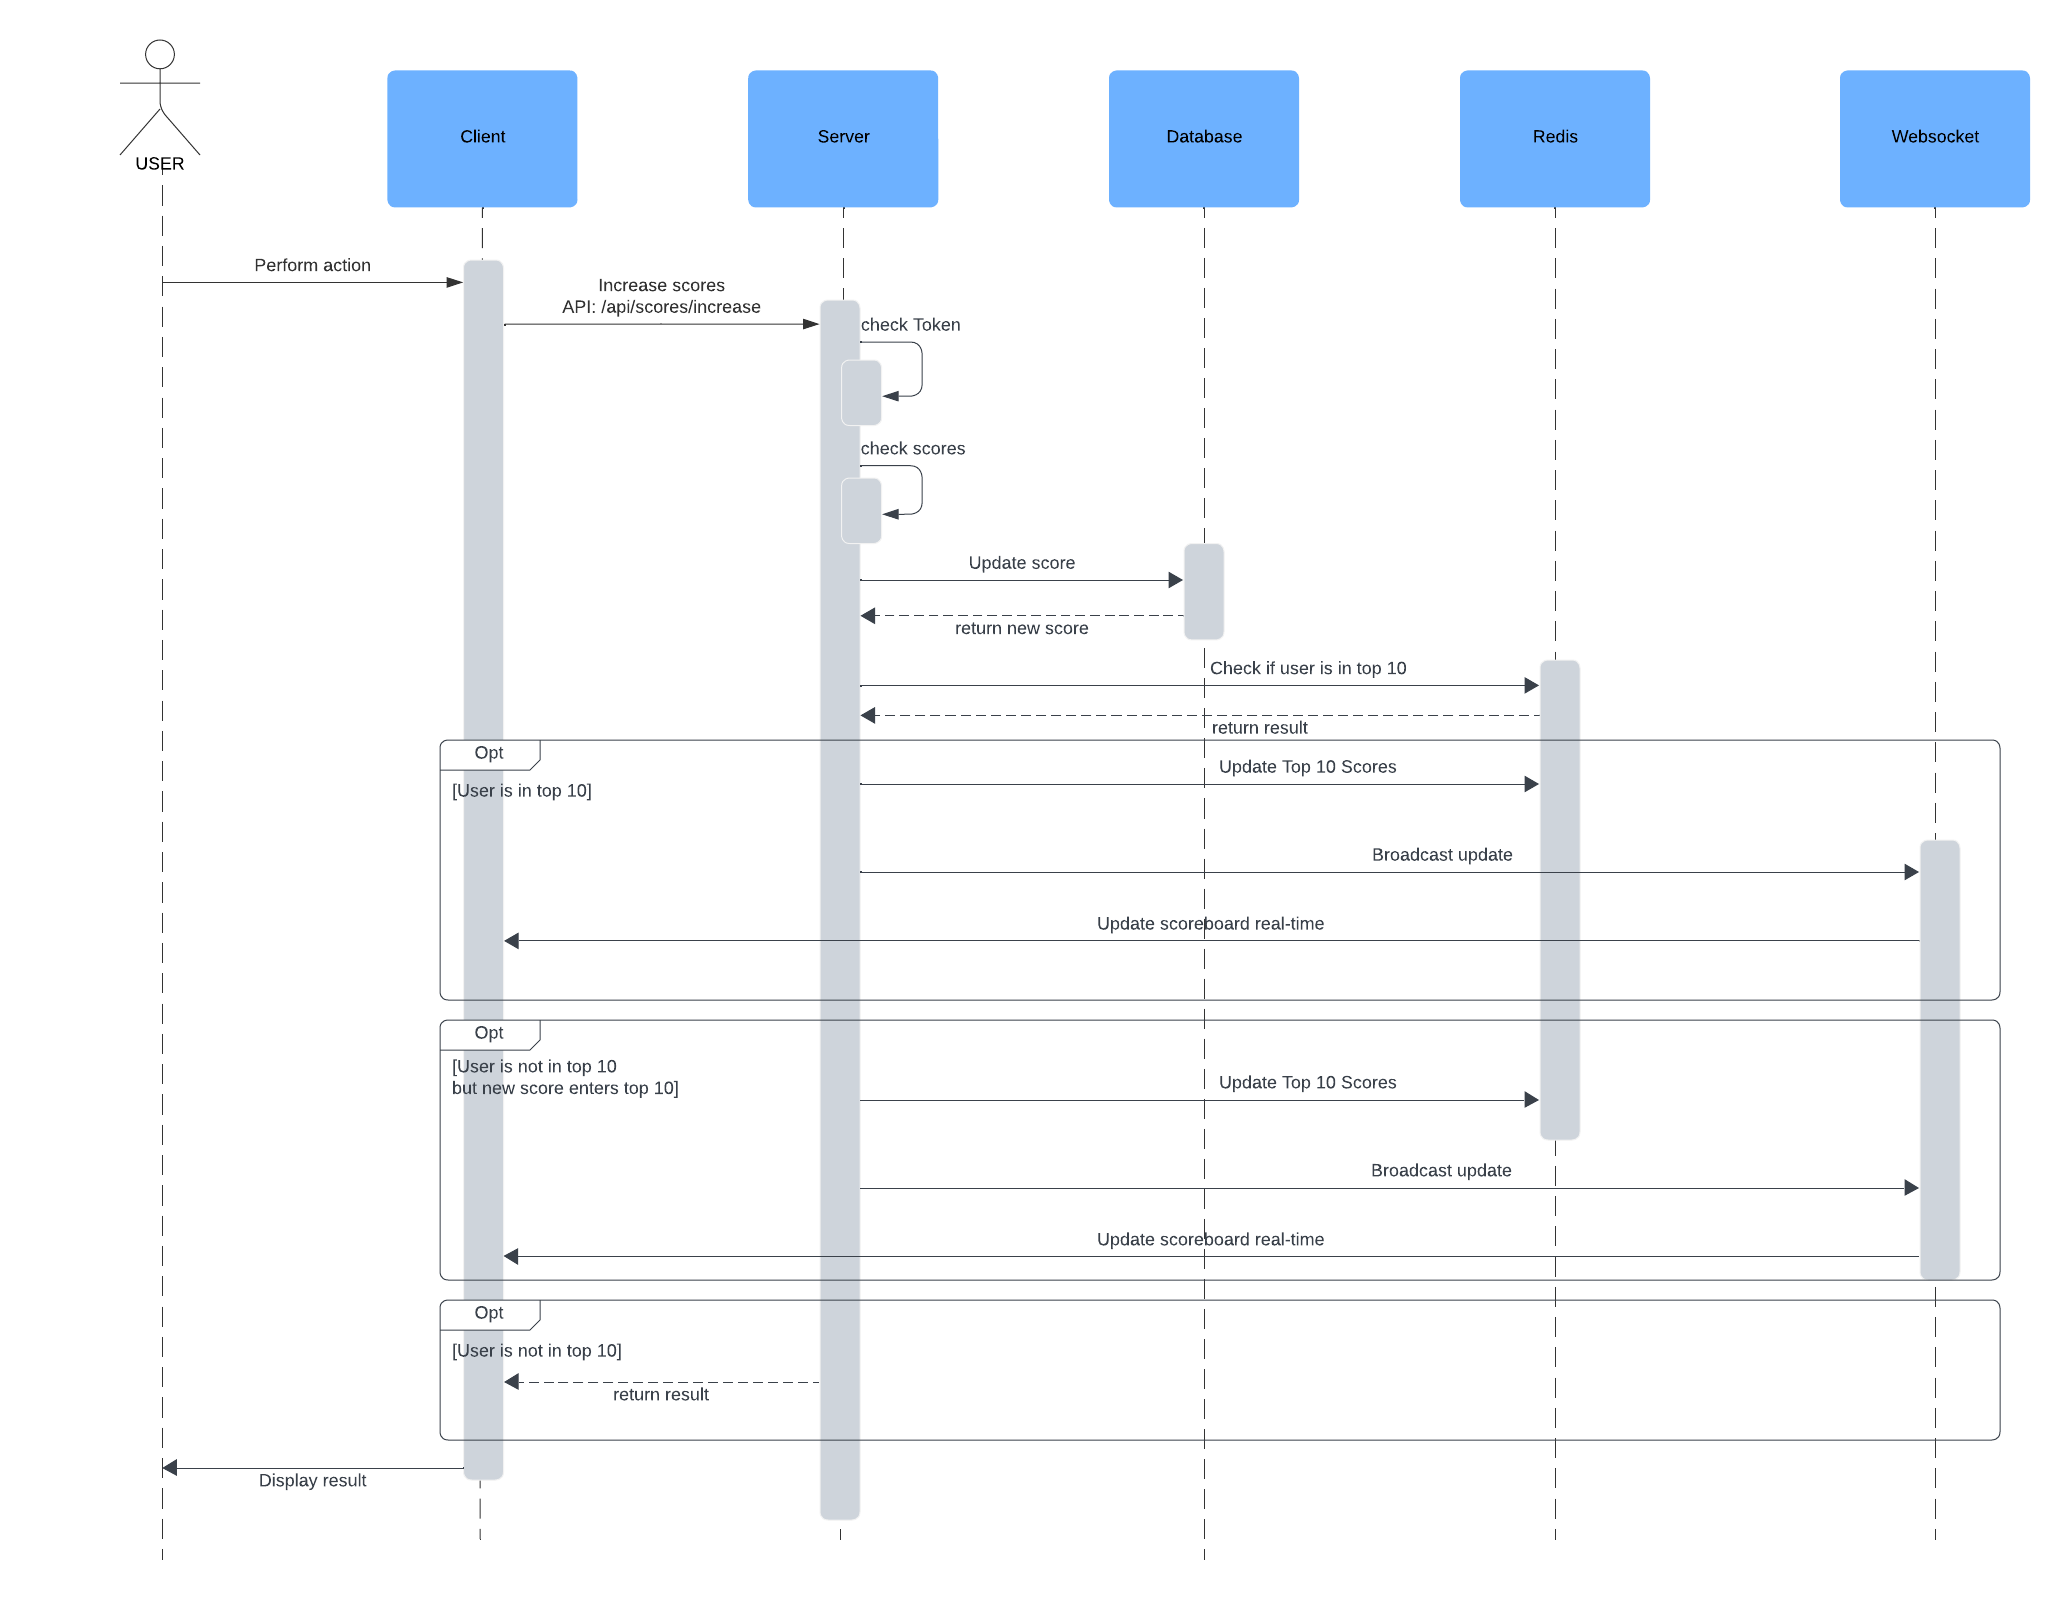 USER
Client
Server
Database
Redis
Websocket
Perform action
Increase scores
API: /api/scores/increase
check Token
check scores
Update score
return new score
Check if user is in top 10
return result
Opt
[User is in top 10]
Update Top 10 Scores
Broadcast update
Update scoreboard real-time
Opt
[User is not in top 10
but new score enters top 10]
Update Top 10 Scores
Broadcast update
Update scoreboard real-time
Opt
[User is not in top 10]
return result
Display result